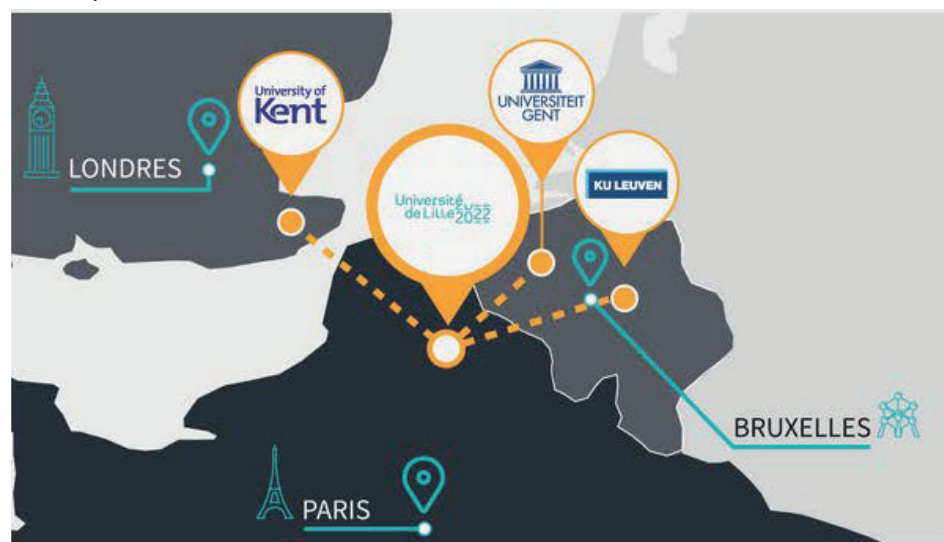 University of
Kent
UNIVERSITEIT
GENT
LONDRES
KU LEUVEN
Université
de Lille 2022
BRUXELLES
PARIS